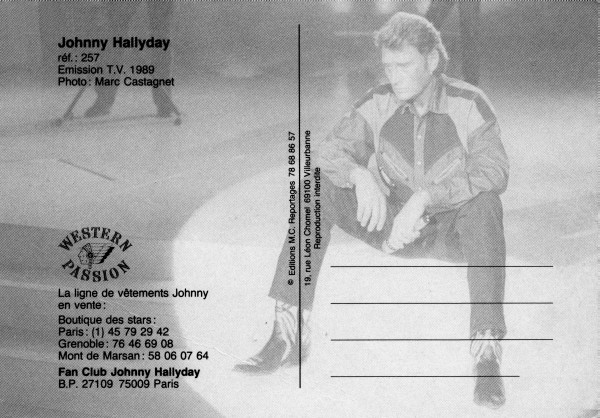 Johnny Hallyday
réf.: 257
Emission T.V. 1989
Photo: Marc Castagnet
WESTERN
PASSION
La ligne de vêtements Johnny
en vente:
Boutique des stars:
Paris: (1) 45 79 29 42
Grenoble: 76 46 69 08
Mont de Marsan: 58 06 07 64
Fan Club Johnny Hallyday
B.P. 27109 75009 Paris
© Editions M.C. Reportages 78 68 86 57
19, rue Léon Chomel 69100 Villeurbanne
Reproduction interdite